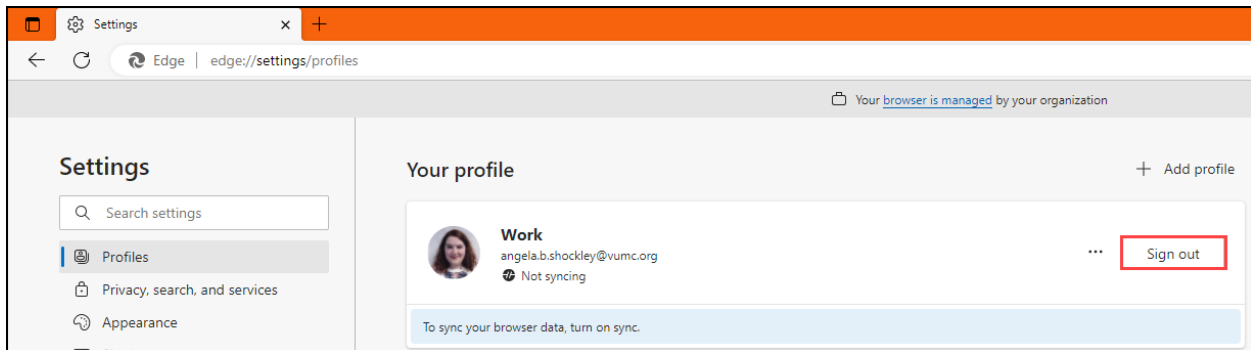 Settings
Edge | edge://settings/profiles
Your browser is managed by your organization
Settings
Search settings
Profiles
Privacy, search, and services
Appearance
Your profile
Add profile
Work
angela.b.shockley@vumc.org
Not syncing
Sign out
To sync your browser data, turn on sync.